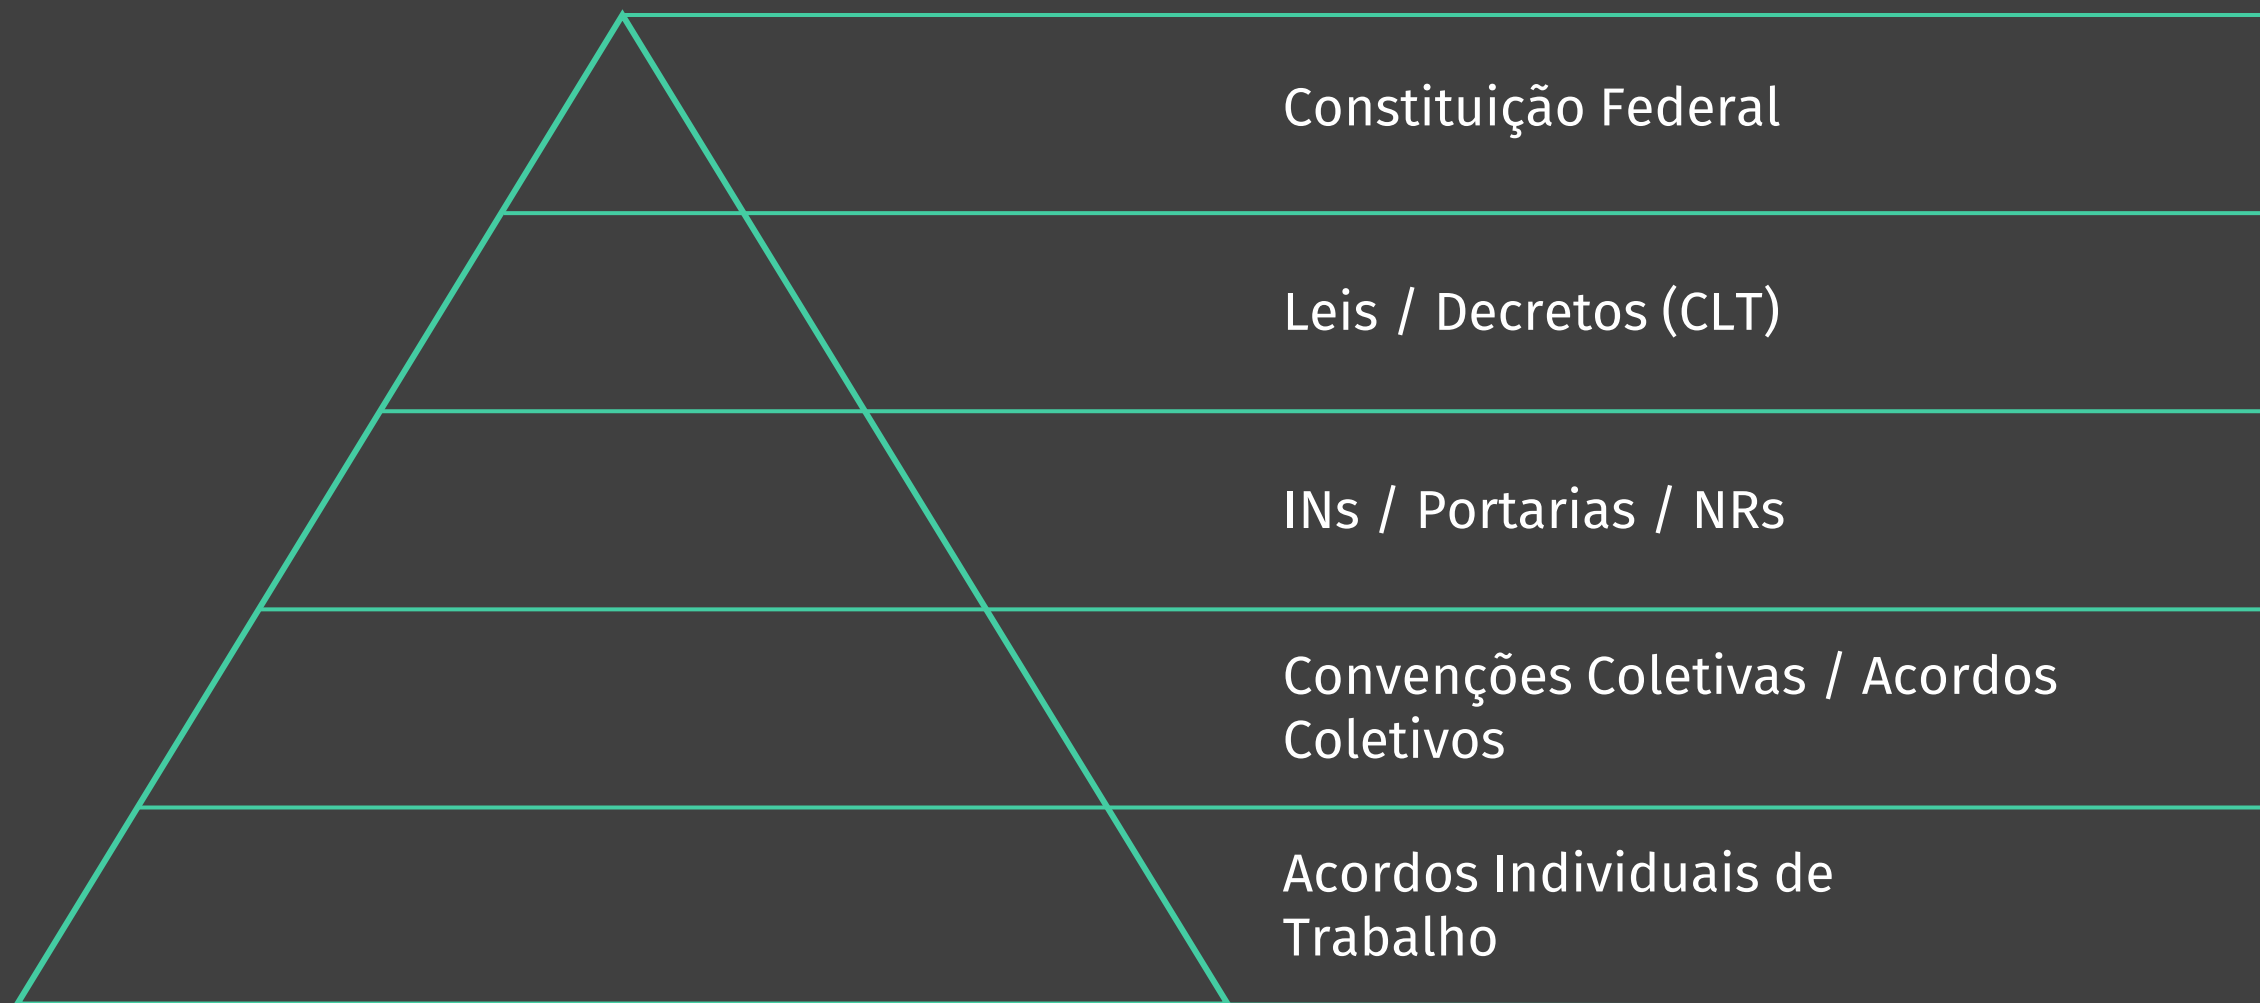 Constituição Federal
Leis / Decretos (CLT)
INs / Portarias / NRs
Convenções Coletivas / Acordos
Coletivos
Acordos Individuais de
Trabalho